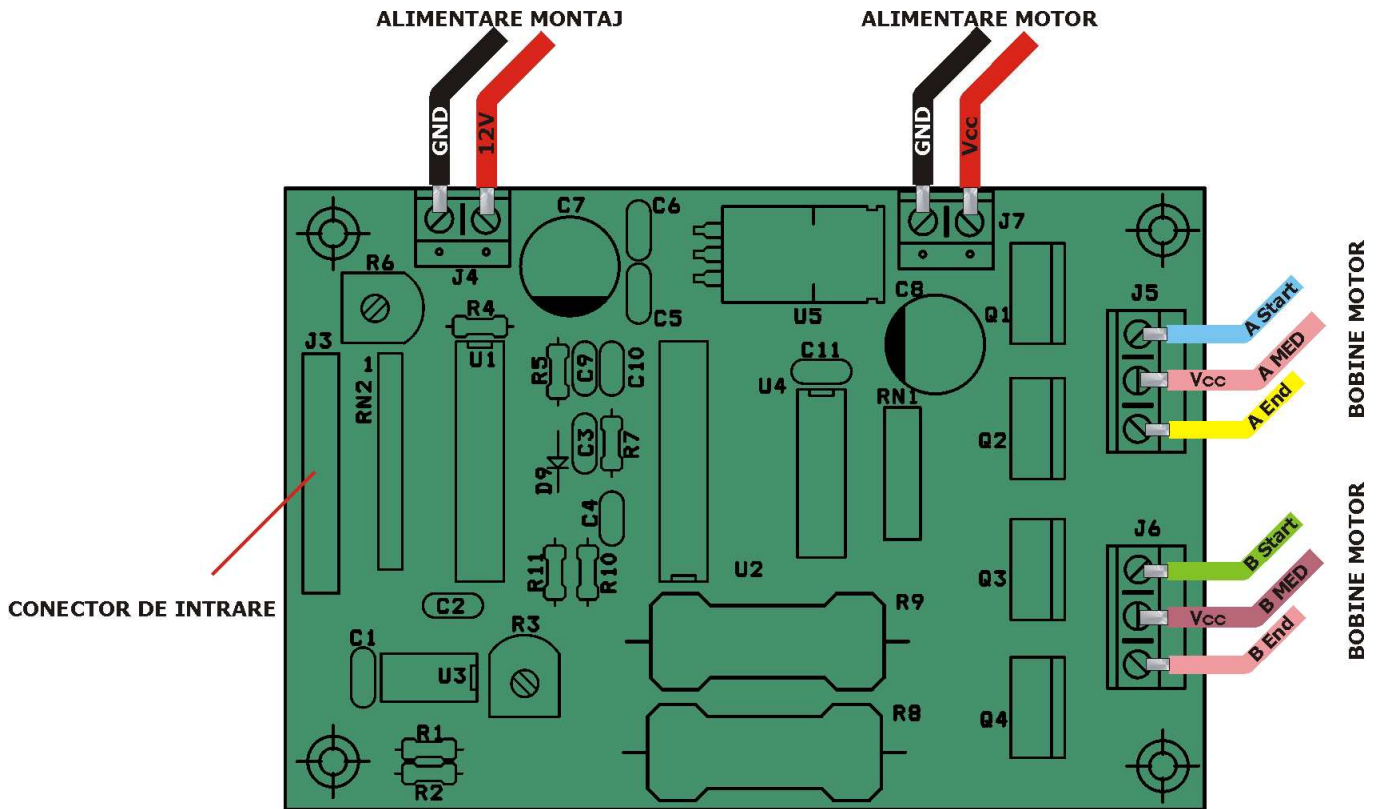 ALIMENTARE MONTAJ
ALIMENTARE MOTOR
GND
12V
GND
Vcc
C7
C6
J7
R6
J4
C8
Q1
J5
A Start
R4
C5
U5
J3
U1
C11
A MED
Vcc
1
R5
C9
C10
U4
RN1
A End
RN2
BOBINE MOTOR
Q2
C3
R7
D9
C4
J6
B Start
R11
R10
U2
Q3
B MED
Vcc
CONECTOR DE INTRARE
C2
R9
B End
BOBINE MOTOR
C1
R3
U3
R8
Q4
R1
R2